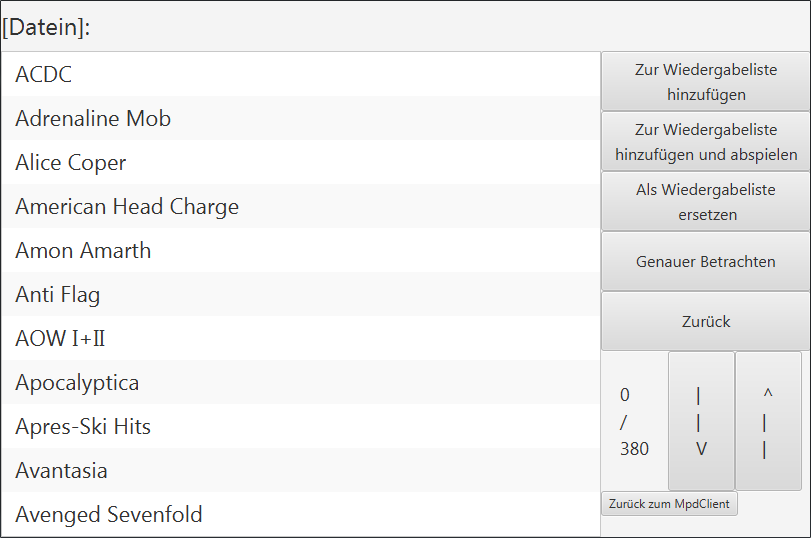 [Datein]:
ACDC
Adrenaline Mob
Alice Coper
American Head Charge
Amon Amarth
Anti Flag
AOW I+II
Apocalyptica
Apres-Ski Hits
Avantasia
Avenged Sevenfold
Zur Wiedergabeliste
hinzufügen
Zur Wiedergabeliste
hinzufügen und abspielen
Als Wiedergabeliste
ersetzen
Genauer Betrachten
Zurück
0
/
380
|
|
V
^
|
|
Zurück zum MpdClient